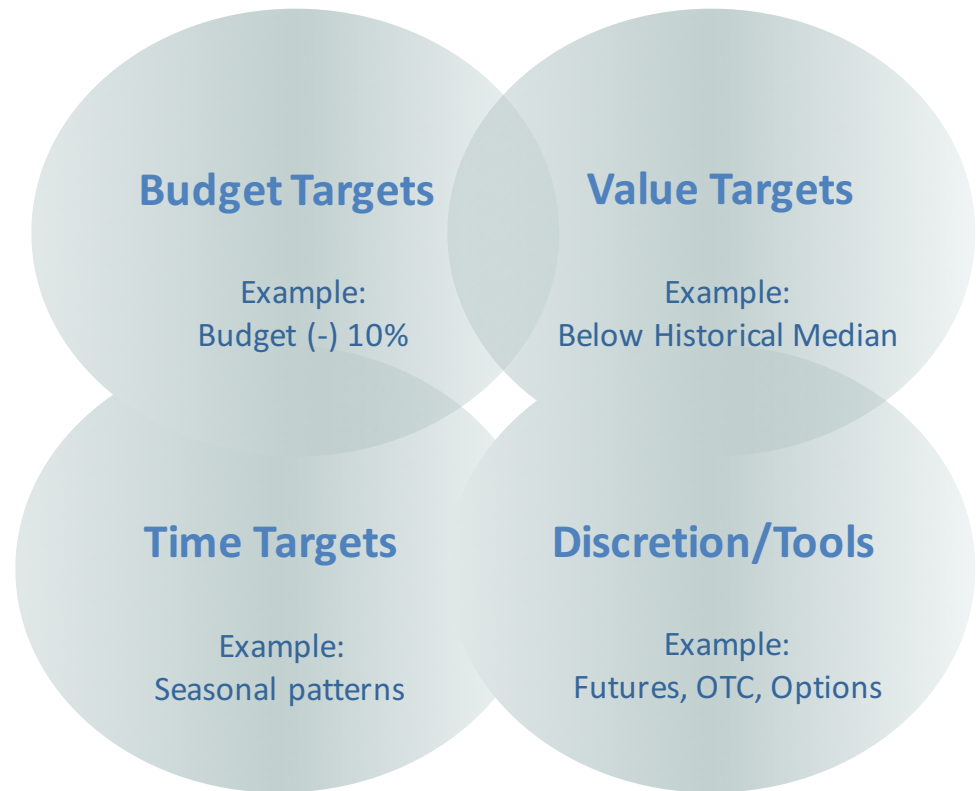 Budget Targets
Example:
Budget (-) 10%
Value Targets
Example:
Below Historical Median
Time Targets
Example:
Seasonal patterns
Discretion/Tools
Example:
Futures, OTC, Options